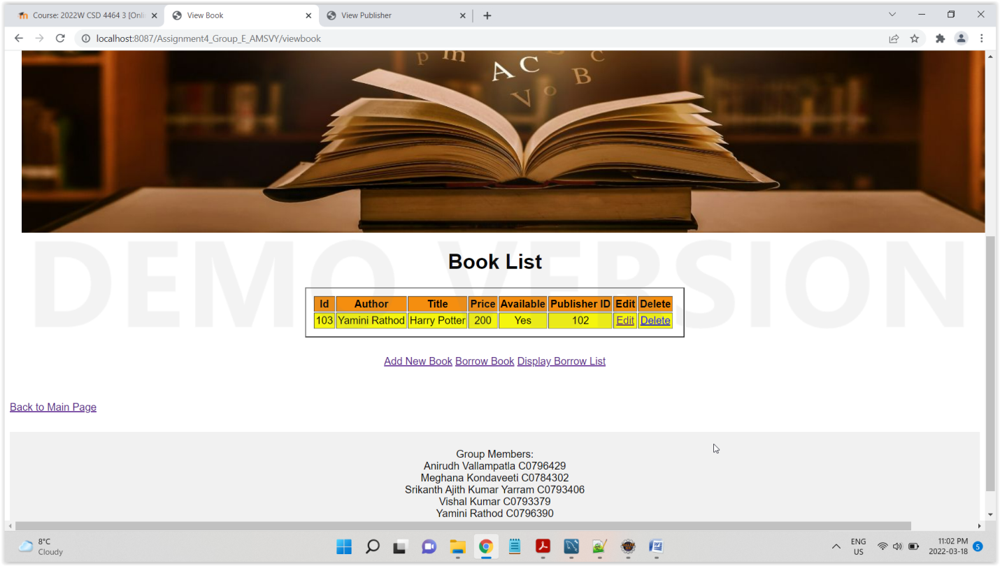 Course: 2022W CSD 4464 3 [Onli
View Book
View Publisher
localhost:8087/Assignment4_Group_E_AMSVY/viewbook
p m A C C
V o B
DEMO VERSION
Book List
Id Author Title Price Available Publisher ID Edit Delete
103 Yamini Rathod Harry Potter 200 Yes 102 Edit Delete
Add New Book Borrow Book Display Borrow List
Back to Main Page
Group Members:
Anirudh Vallampatla C0796429
Meghana Kondaveeti C0784302
Srikanth Ajith Kumar Yarram C0793406
Vishal Kumar C0793379
Yamini Rathod C0796390
8°C
Cloudy
ENG
US
11:02 PM
2022-03-18
5